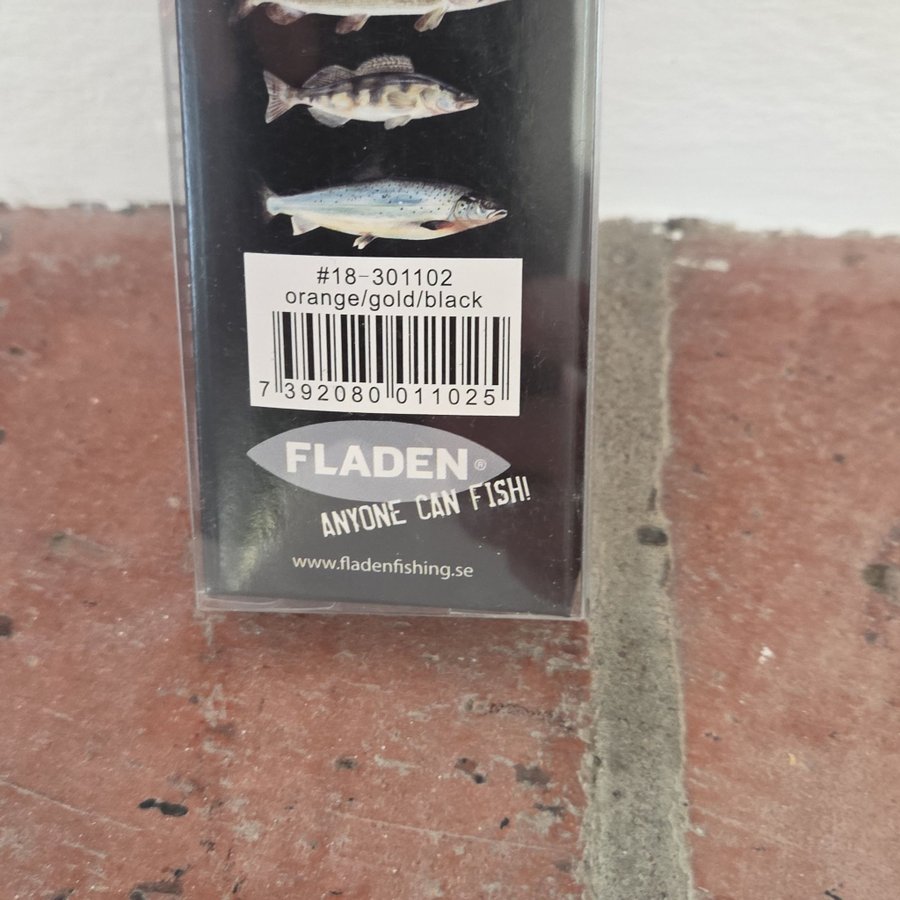 #18-301102
orange/gold/black
7 392080 011025
FLADEN®
ANYONE CAN FISH!
www.fladenfishing.se